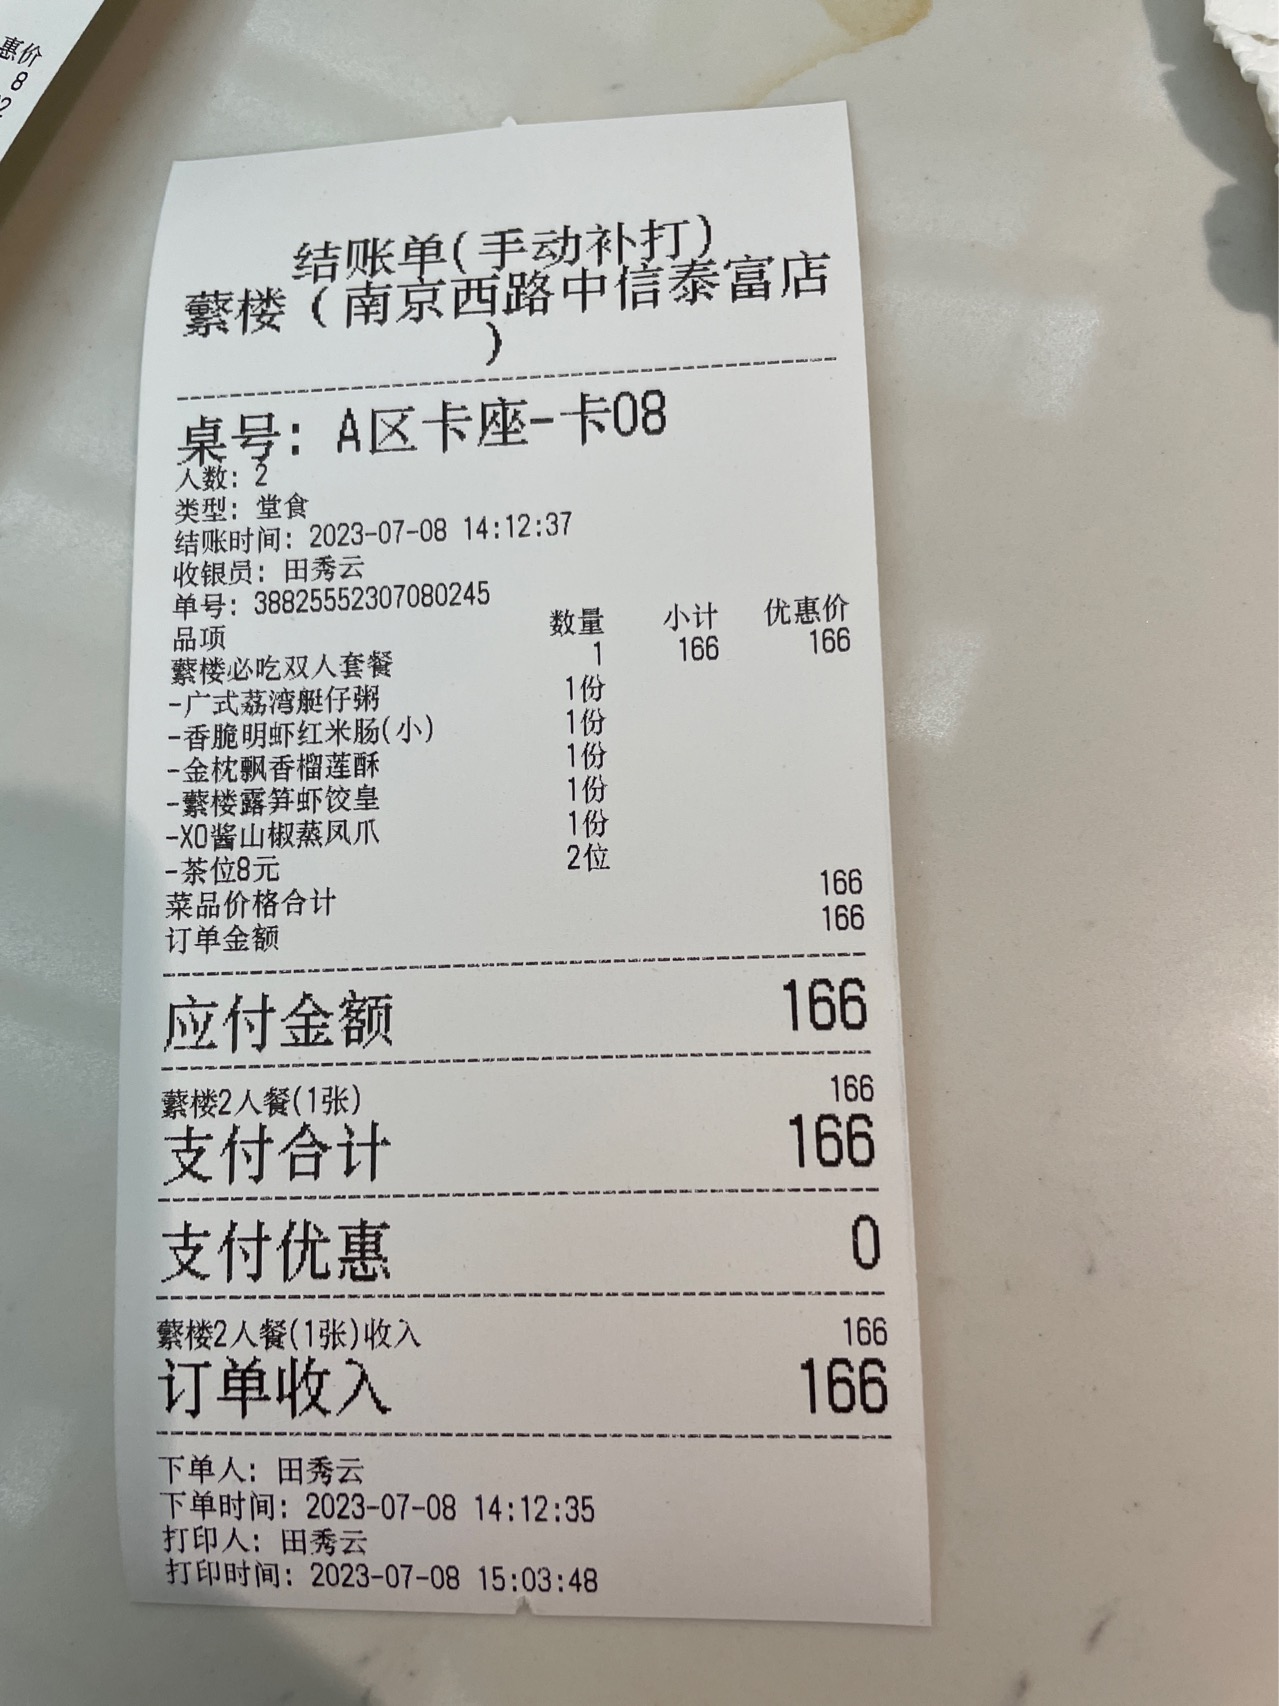 惠价
8
结账单(手动补打)
蘩楼（南京西路中信泰富店
）
桌号: A区卡座-卡08
人数: 2
类型: 堂食
结账时间: 2023-07-08 14:12:37
收银员: 田秀云
单号: 38825552307080245
品项 数量 小计 优惠价
蘩楼必吃双人套餐 1 166 166
-广式荔湾艇仔粥 1份
-香脆明虾红米肠(小) 1份
-金枕飘香榴莲酥 1份
-蘩楼露笋虾饺皇 1份
-XO酱山椒蒸凤爪 1份
-茶位8元 2位
菜品价格合计 166
订单金额 166
应付金额 166
蘩楼2人餐(1张) 166
支付合计 166
支付优惠 0
蘩楼2人餐(1张)收入 166
订单收入 166
下单人: 田秀云
下单时间: 2023-07-08 14:12:35
打印人: 田秀云
打印时间: 2023-07-08 15:03:48